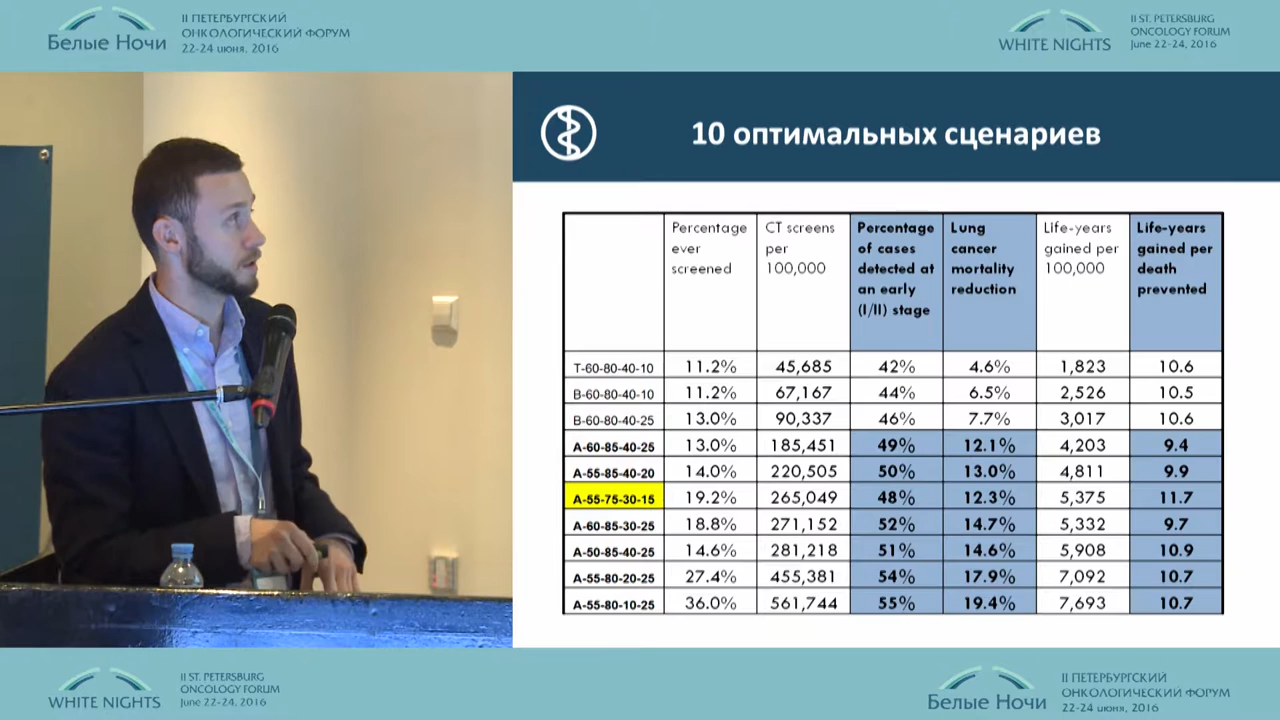 Белые Ночи
II ПЕТЕРБУРГСКИЙ
ОНКОЛОГИЧЕСКИЙ ФОРУМ
22-24 июня, 2016
WHITE NIGHTS
II ST. PETERSBURG
ONCOLOGY FORUM
June 22-24, 2016
10 оптимальных сценариев
Percentage ever screened
CT screens per 100,000
Percentage of cases detected at an early (I/II) stage
Lung cancer mortality reduction
Life-years gained per 100,000
Life-years gained per death prevented
T-60-80-40-10 11.2% 45,685 42% 4.6% 1,823 10.6
B-60-80-40-10 11.2% 67,167 44% 6.5% 2,526 10.5
B-60-80-40-25 13.0% 90,337 46% 7.7% 3,017 10.6
A-60-85-40-25 13.0% 185,451 49% 12.1% 4,203 9.4
A-55-85-40-20 14.0% 220,505 50% 13.0% 4,811 9.9
A-55-75-30-15 19.2% 265,049 48% 12.3% 5,375 11.7
A-60-85-30-25 18.8% 271,152 52% 14.7% 5,332 9.7
A-50-85-40-25 14.6% 281,218 51% 14.6% 5,908 10.9
A-55-80-20-25 27.4% 455,381 54% 17.9% 7,092 10.7
A-55-80-10-25 36.0% 561,744 55% 19.4% 7,693 10.7
WHITE NIGHTS
II ST. PETERSBURG
ONCOLOGY FORUM
June 22-24, 2016
Белые Ночи
II ПЕТЕРБУРГСКИЙ
ОНКОЛОГИЧЕСКИЙ ФОРУМ
22-24 июня, 2016